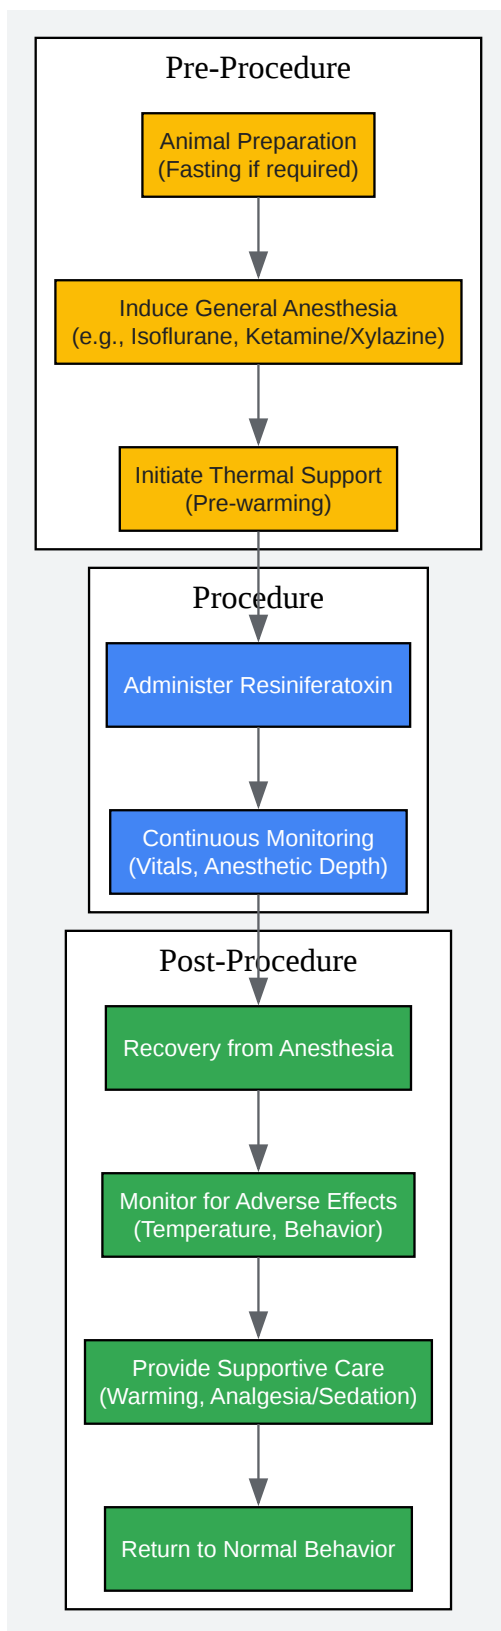 Pre-Procedure
Animal Preparation
(Fasting if required)
Induce General Anesthesia
(e.g., Isoflurane, Ketamine/Xylazine)
Initiate Thermal Support
(Pre-warming)
Procedure
Administer Resiniferatoxin
Continuous Monitoring
(Vitals, Anesthetic Depth)
Post-Procedure
Recovery from Anesthesia
Monitor for Adverse Effects
(Temperature, Behavior)
Provide Supportive Care
(Warming, Analgesia/Sedation)
Return to Normal Behavior